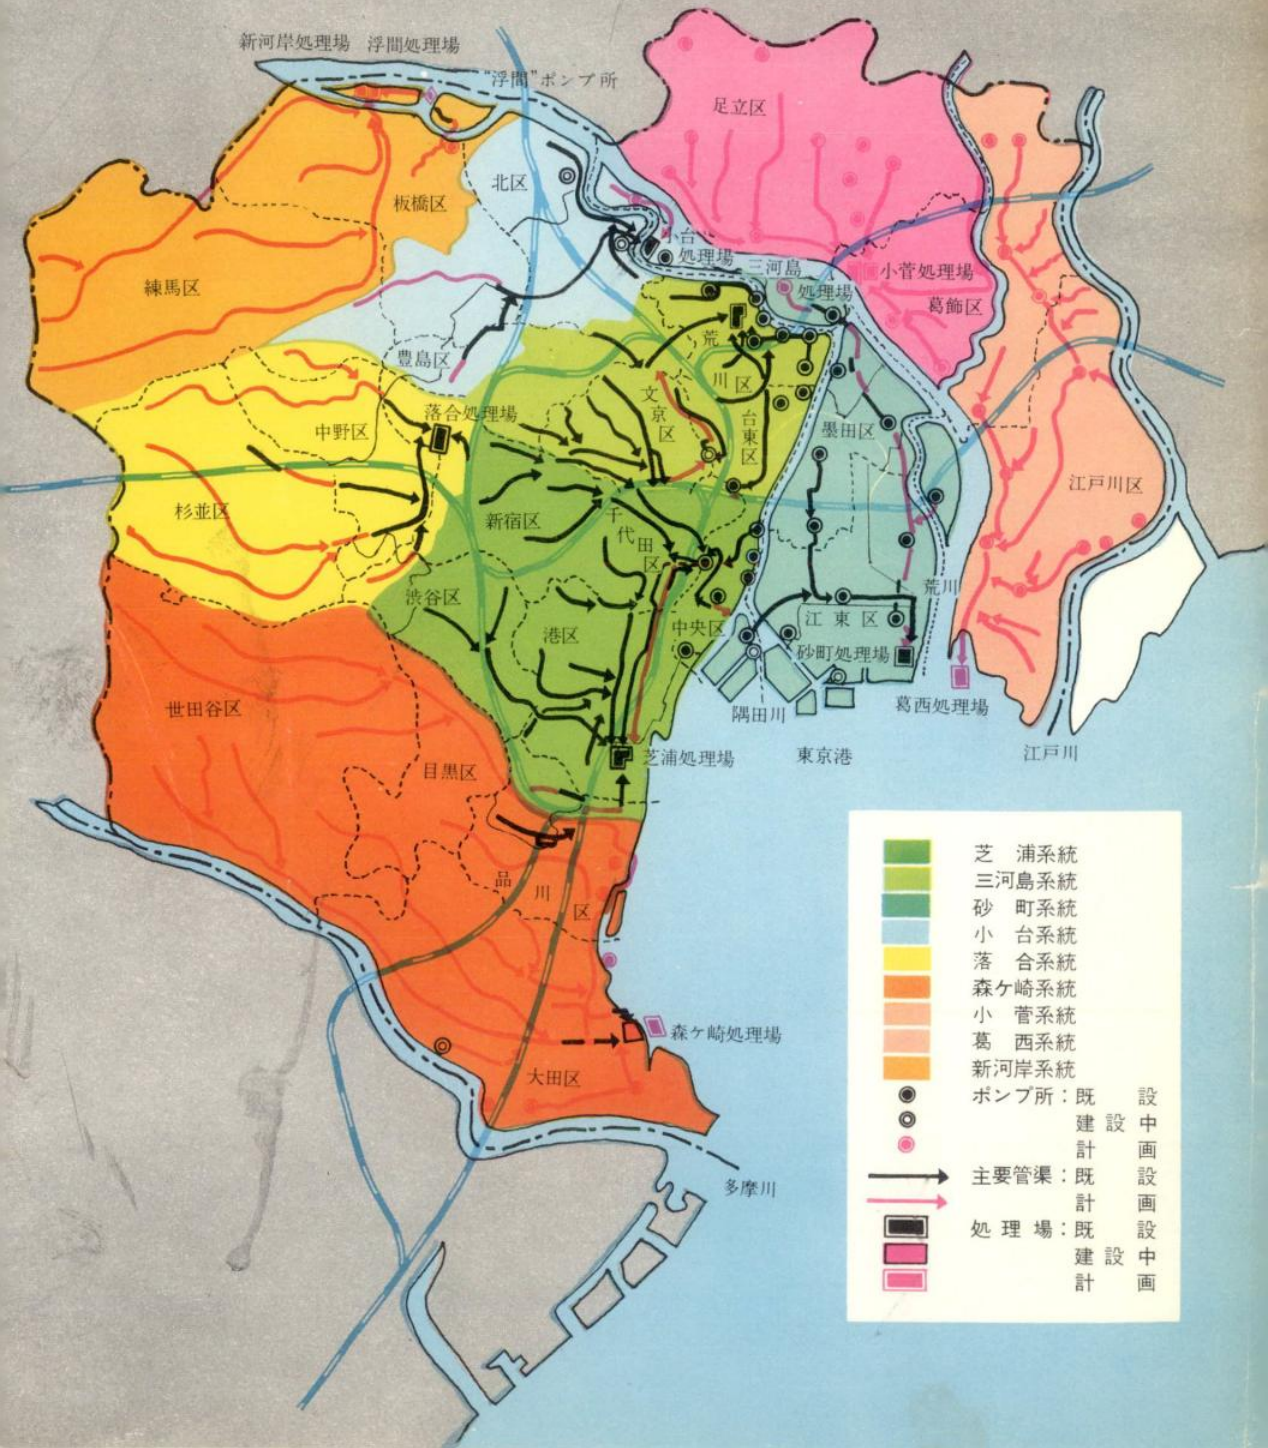 新河岸処理場 浮間処理場
"浮間"ポンプ所
足立区
北区
板橋区
小台
処理場
三河島
処理場
小菅処理場
葛飾区
練馬区
豊島区
荒
川
区
文
京
区
台
東
区
落合処理場
中野区
墨田区
江戸川区
杉並区
新宿区
千
代
田
区
渋谷区
港区
中央区
江東区
荒川
砂町処理場
世田谷区
隅田川
葛西処理場
目黒区
芝浦処理場
東京港
江戸川
品
川
区
森ケ崎処理場
大田区
多摩川
芝 浦系統
三河島系統
砂 町系統
小 台系統
落 合系統
森ケ崎系統
小 菅系統
葛 西系統
新河岸系統
ポンプ所:既 設
建設中
計 画
主要管渠:既 設
計 画
処理場:既 設
建設中
計 画